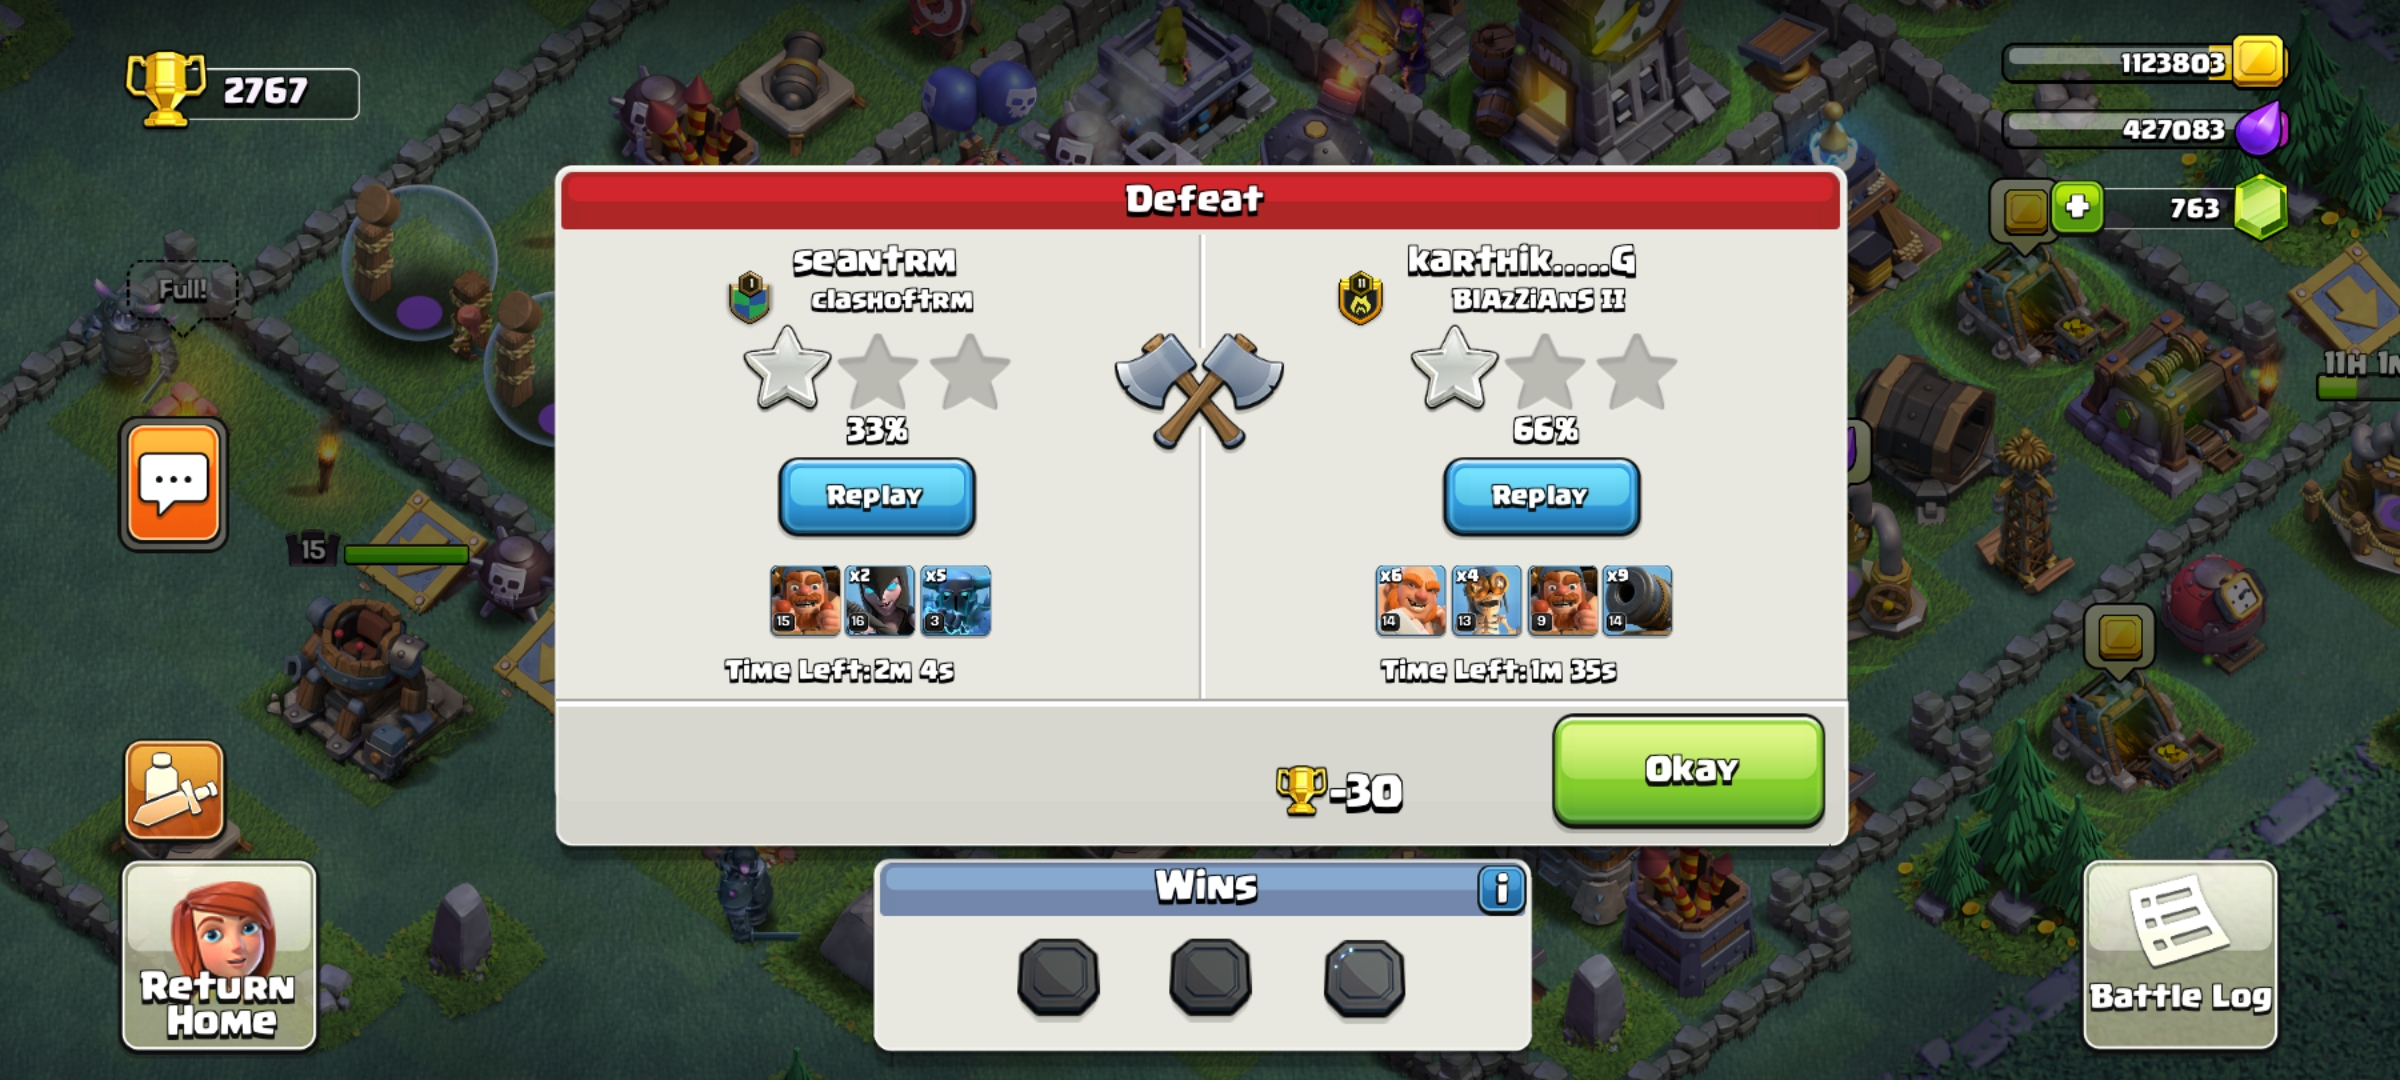 2767
1123803
427083
763
Full!
11H 1M
15
Defeat
seantrm
clashoftrm
33%
Replay
x2
x5
15
16
3
Time Left:2m 4s
karthik.....G
BlAzZiAnS II
66%
Replay
x6
x4
x9
14
13
9
14
Time Left:1m 35s
-30
Okay
Wins
i
Return
Home
Battle Log